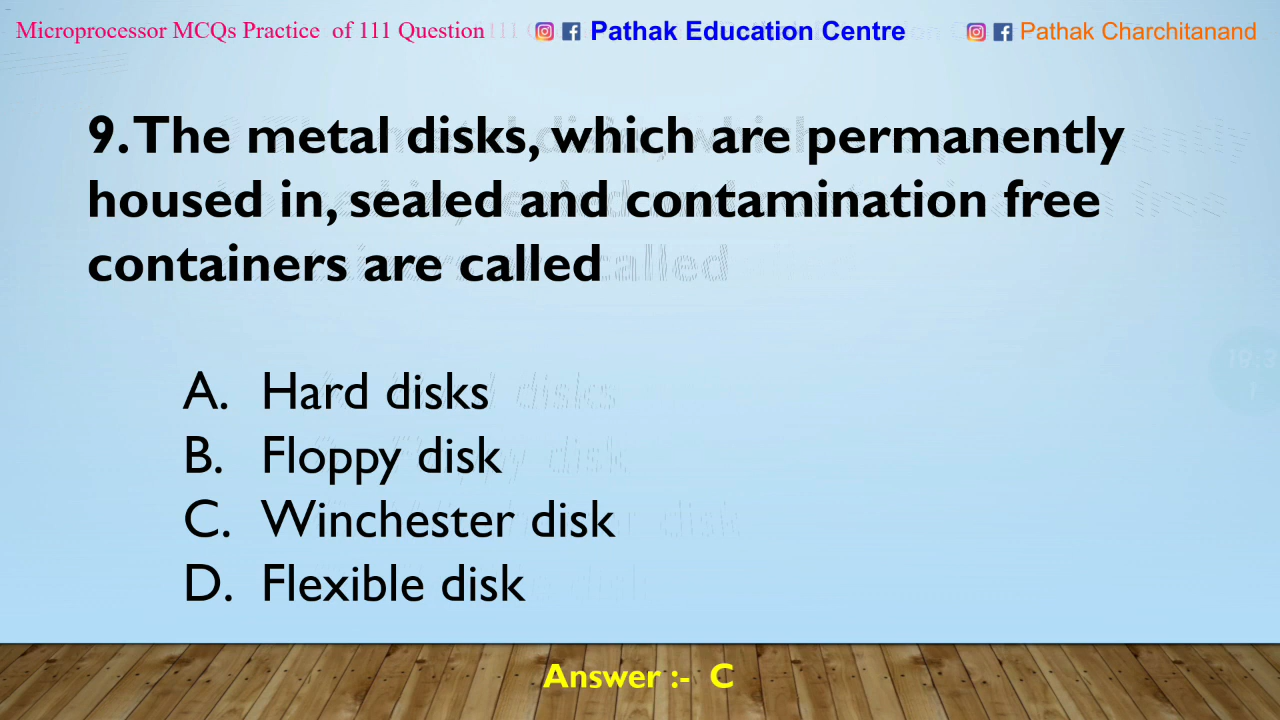 Microprocessor MCQs Practice of 111 Question Pathak Education Centre Pathak Charchitanand
9. The metal disks, which are permanently
housed in, sealed and contamination free
containers are called
A. Hard disks
B. Floppy disk
C. Winchester disk
D. Flexible disk
Answer :- C